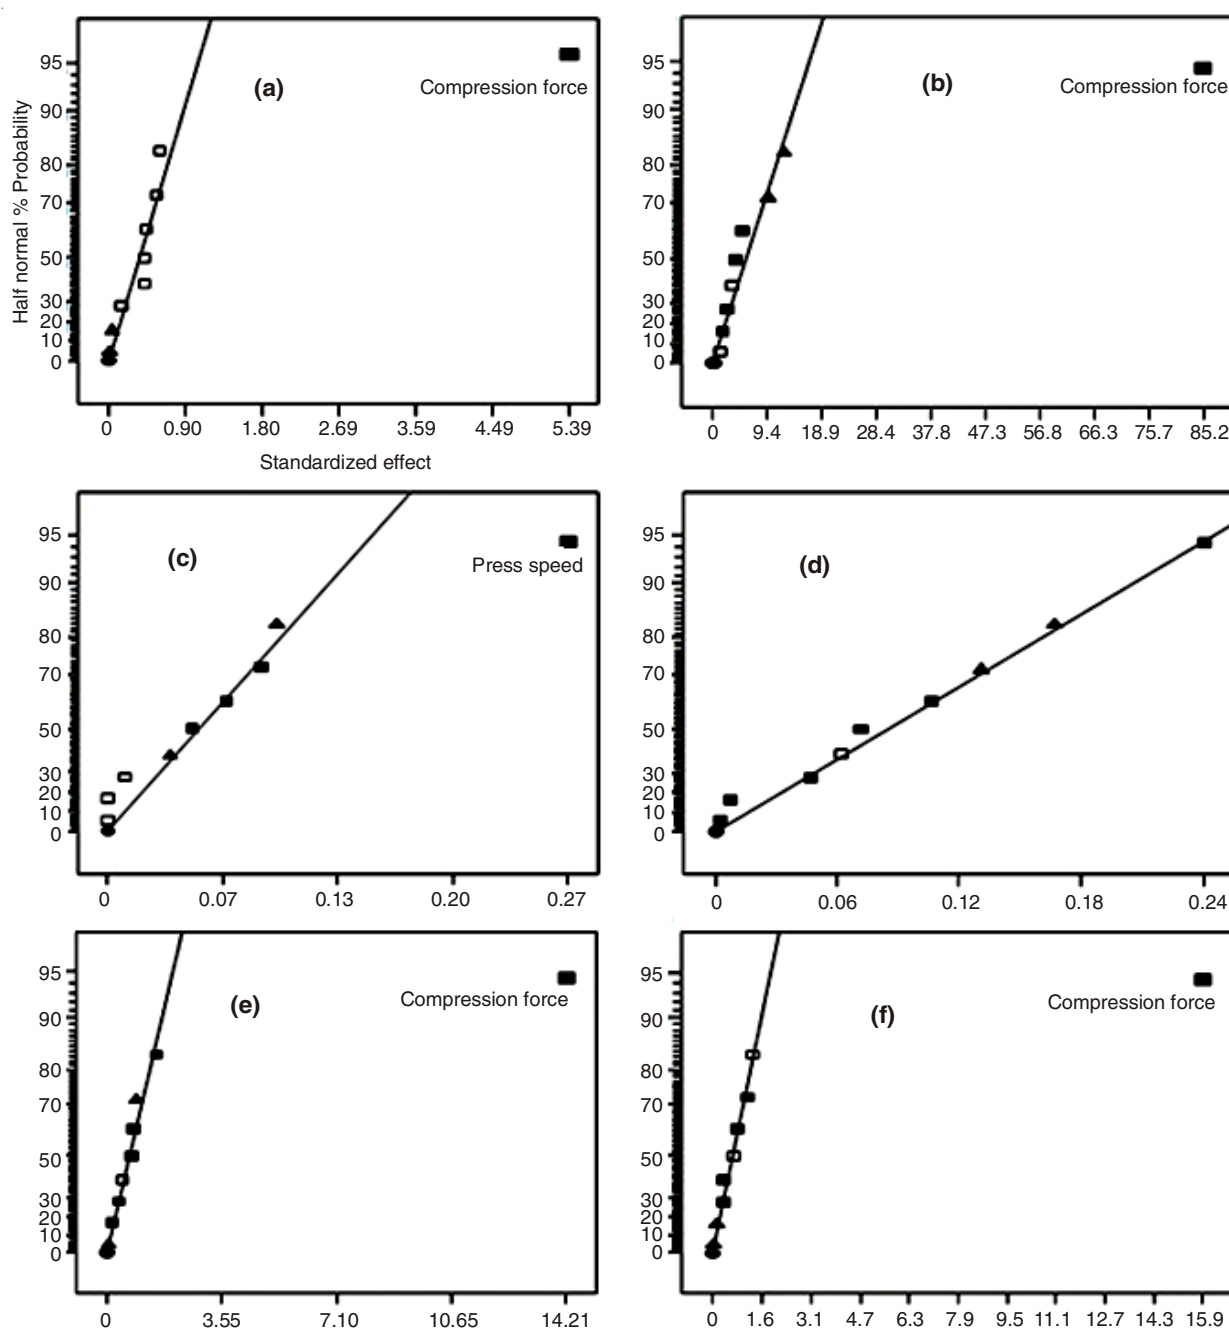 (a)
Half normal % Probability
95
90
80
70
50
30
20
10
0
Compression force
0 0.90 1.80 2.69 3.59 4.49 5.39
Standardized effect
(b)
95
90
80
70
50
30
20
10
0
Compression force
0 9.4 18.9 28.4 37.8 47.3 56.8 66.3 75.7 85.2
(c)
95
90
80
70
50
30
20
10
0
Press speed
0 0.07 0.13 0.20 0.27
(d)
95
90
80
70
50
30
20
10
0
0 0.06 0.12 0.18 0.24
(e)
95
90
80
70
50
30
20
10
0
Compression force
0 3.55 7.10 10.65 14.21
(f)
95
90
80
70
50
30
20
10
0
Compression force
0 1.6 3.1 4.7 6.3 7.9 9.5 11.1 12.7 14.3 15.9